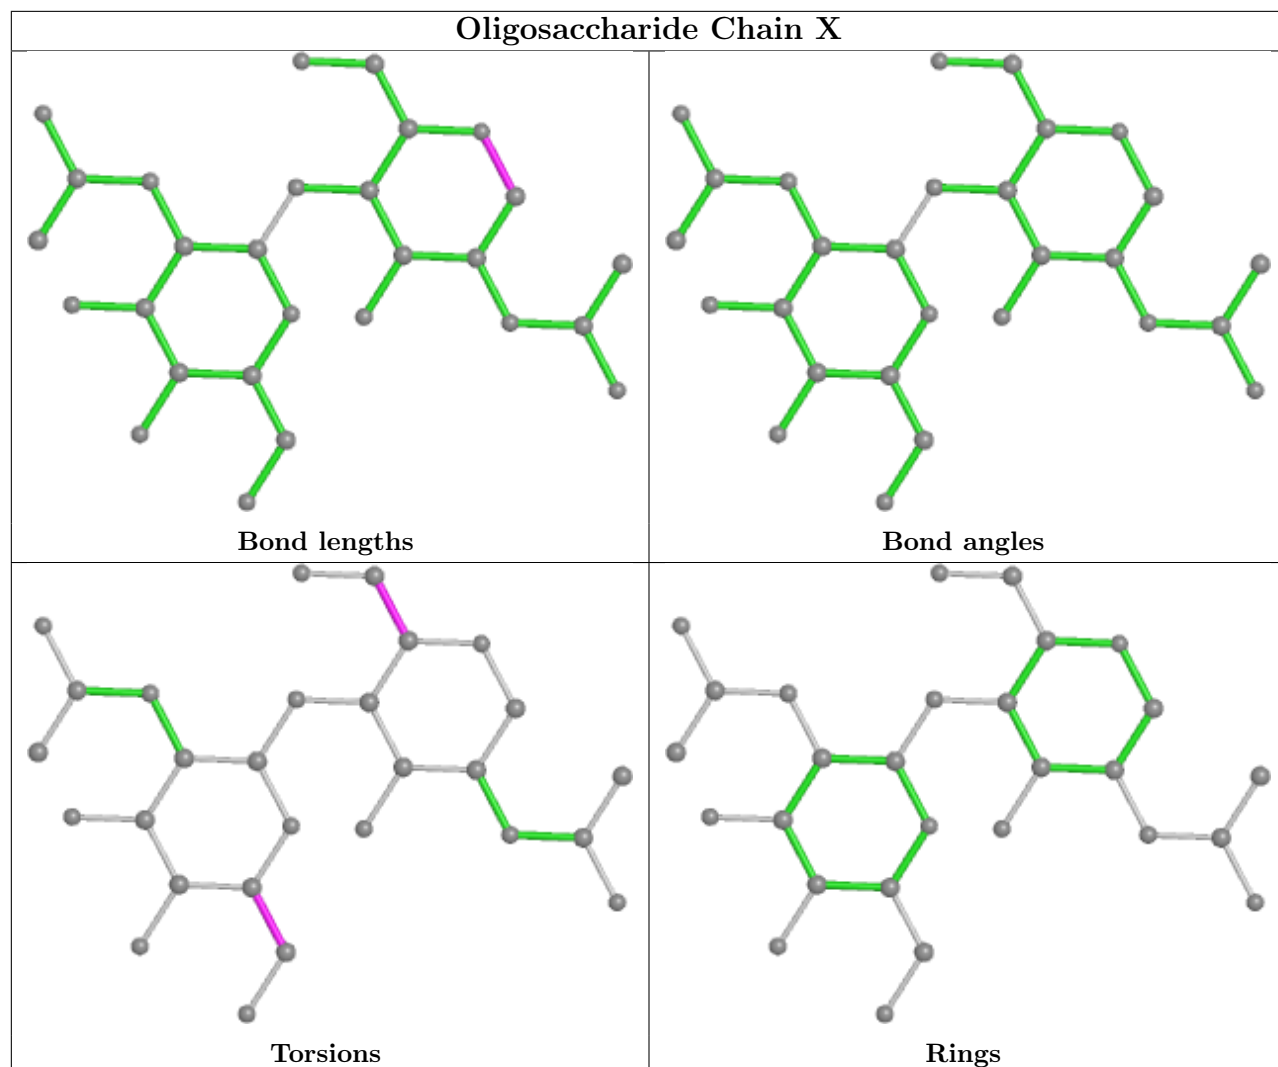 Oligosaccharide Chain X
Bond lengths
Bond angles
Torsions
Rings